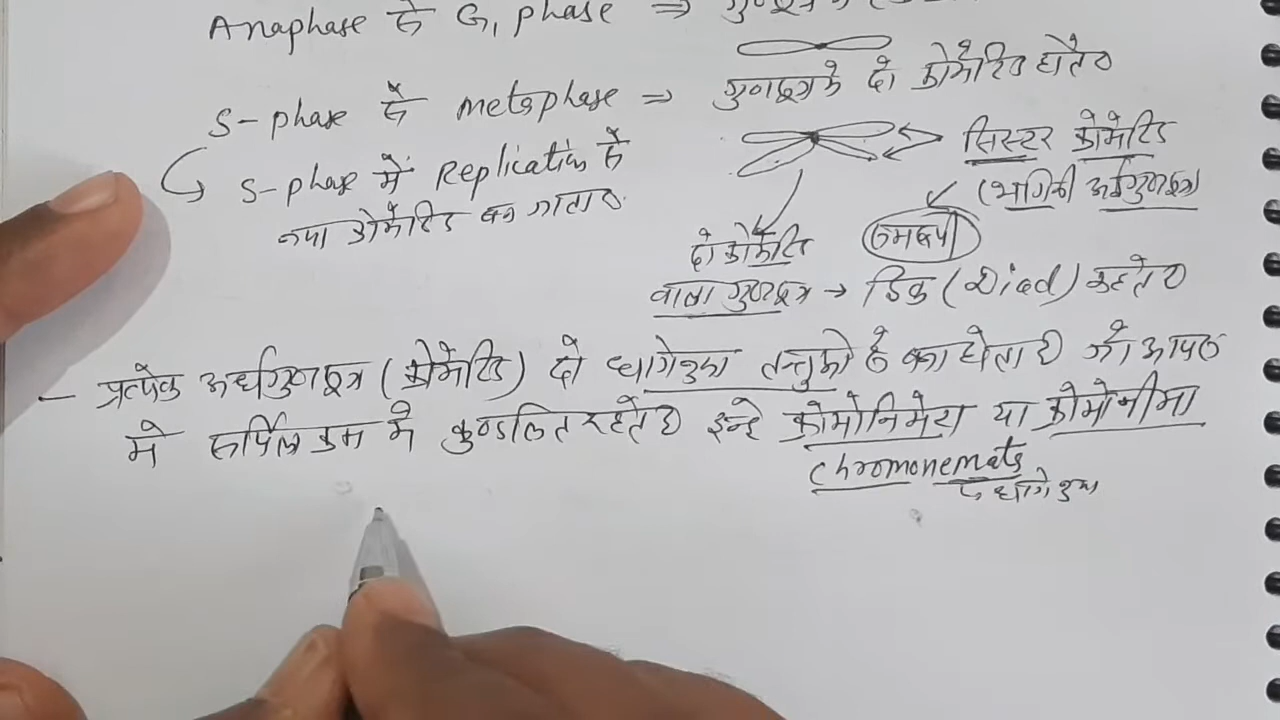 Anaphase से G₁ phase ⇒ गुणसूत्र
S-phase से metaphase ⇒ गुणसूत्र के दो क्रोमैटिड होते है
S-phase में Replication से
नया क्रोमैटिड बन जाता है
सिस्टर क्रोमैटिड
(भगिनी अर्धगुणसूत्र)
समरूपी
दो क्रोमैटिड
वाला गुणसूत्र → डिक (Diad) कहते है
- प्रत्येक अर्धगुणसूत्र (क्रोमैटिड) दो धागेनुमा तन्तुओ से बना होता है जो आपस
मे सर्पिल क्रम मे कुण्डलित रहते है इन्हे क्रोमोनिमेटा या क्रोमोनीमा
Chromonemata
धागेनुमा